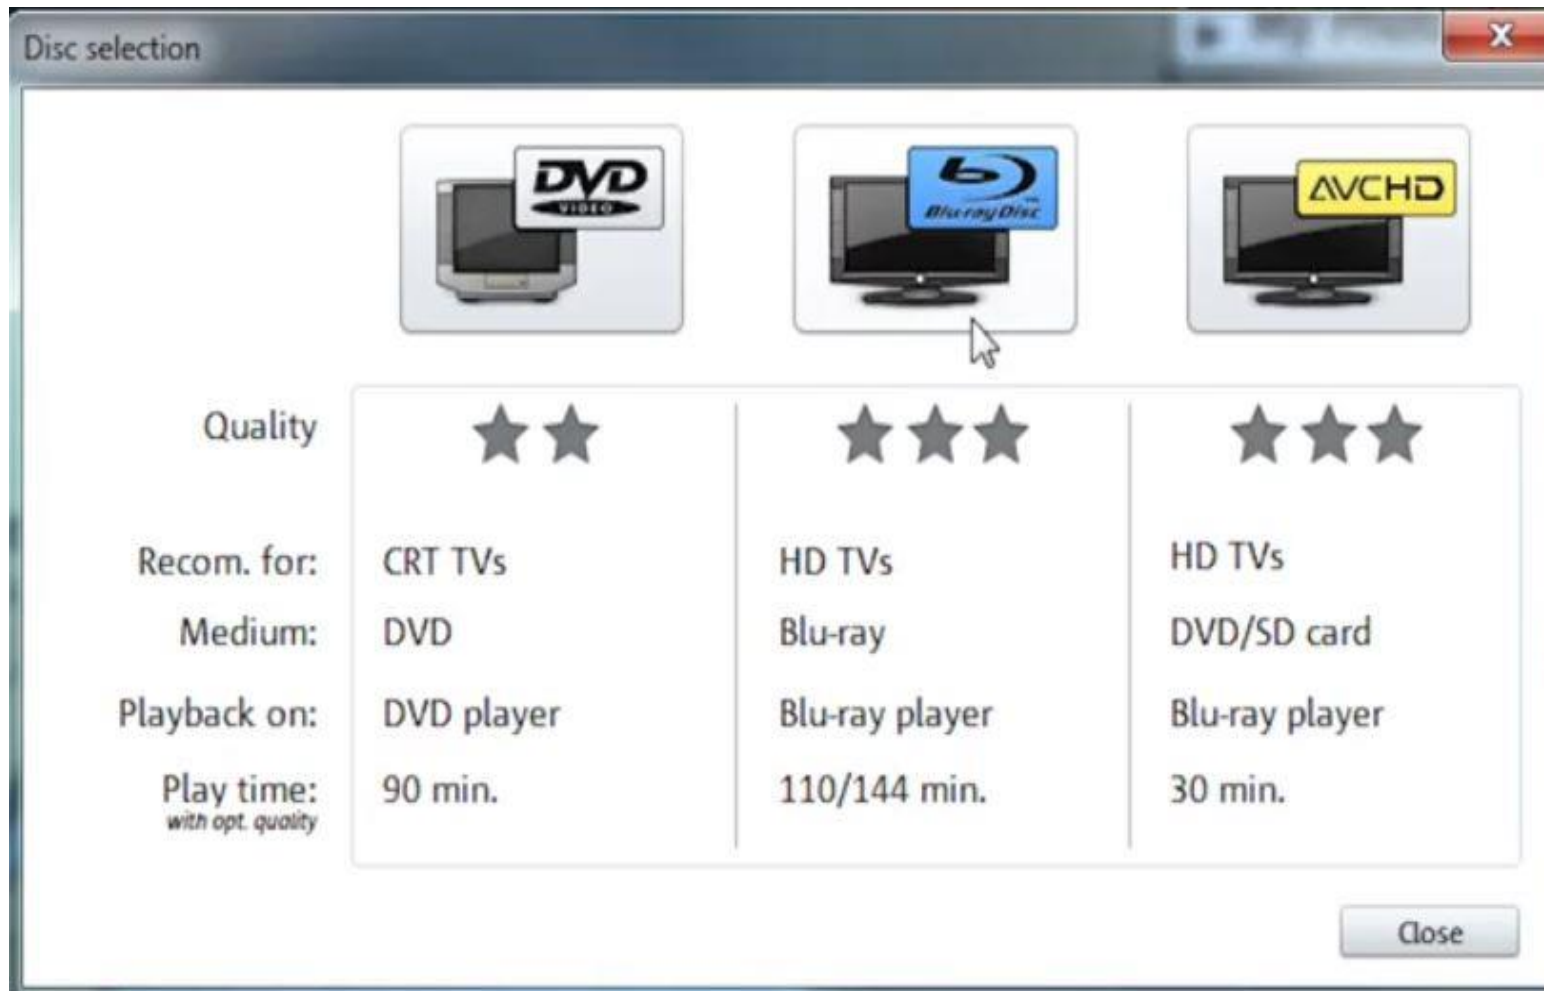 Disc selection
DVD
VIDEO
Blu-ray Disc
AVCHD
Quality
Recom. for: CRT TVs HD TVs HD TVs
Medium: DVD Blu-ray DVD/SD card
Playback on: DVD player Blu-ray player Blu-ray player
Play time: 90 min. 110/144 min. 30 min.
with opt. quality
Close